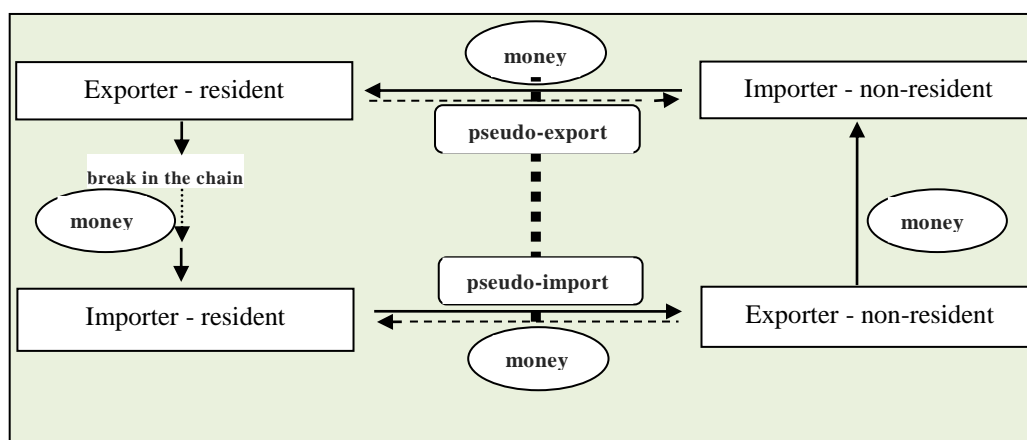 money
Exporter - resident
Importer - non-resident
pseudo-export
break in the chain
money
money
pseudo-import
Importer - resident
Exporter - non-resident
money